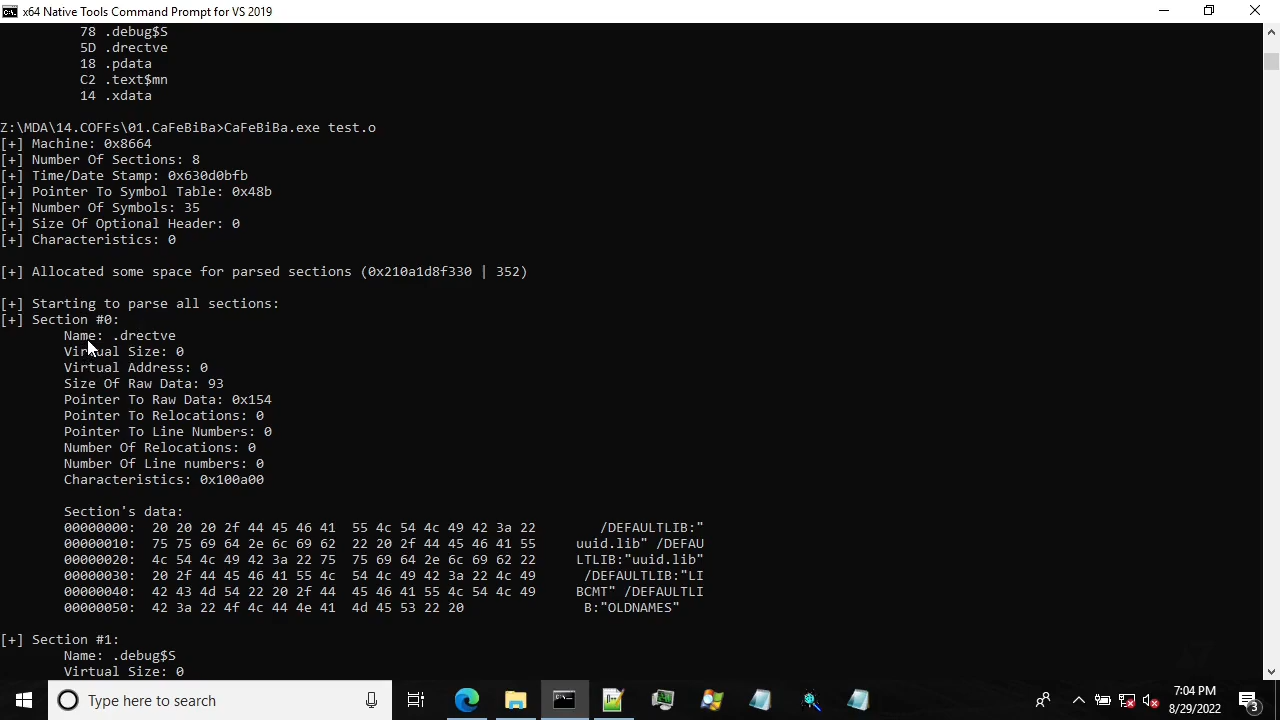 x64 Native Tools Command Prompt for VS 2019
78 .debug$S
5D .drectve
18 .pdata
C2 .text$mn
14 .xdata
Z:\MDA\14.COFFs\01.CaFeBiBa>CaFeBiBa.exe test.o
[+] Machine: 0x8664
[+] Number Of Sections: 8
[+] Time/Date Stamp: 0x630d0bfb
[+] Pointer To Symbol Table: 0x48b
[+] Number Of Symbols: 35
[+] Size Of Optional Header: 0
[+] Characteristics: 0
[+] Allocated some space for parsed sections (0x210a1d8f330 | 352)
[+] Starting to parse all sections:
[+] Section #0:
Name: .drectve
Virtual Size: 0
Virtual Address: 0
Size Of Raw Data: 93
Pointer To Raw Data: 0x154
Pointer To Relocations: 0
Pointer To Line Numbers: 0
Number Of Relocations: 0
Number Of Line numbers: 0
Characteristics: 0x100a00
Section's data:
00000000:  20 20 20 2f 44 45 46 41  55 4c 54 4c 49 42 3a 22        /DEFAULTLIB:"
00000010:  75 75 69 64 2e 6c 69 62  22 20 2f 44 45 46 41 55     uuid.lib" /DEFAU
00000020:  4c 54 4c 49 42 3a 22 75  75 69 64 2e 6c 69 62 22     LTLIB:"uuid.lib"
00000030:  20 2f 44 45 46 41 55 4c  54 4c 49 42 3a 22 4c 49      /DEFAULTLIB:"LI
00000040:  42 43 4d 54 22 20 2f 44  45 46 41 55 4c 54 4c 49     BCMT" /DEFAULTLI
00000050:  42 3a 22 4f 4c 44 4e 41  4d 45 53 22 20              B:"OLDNAMES"
[+] Section #1:
Name: .debug$S
Virtual Size: 0
Type here to search
7:04 PM
8/29/2022
3